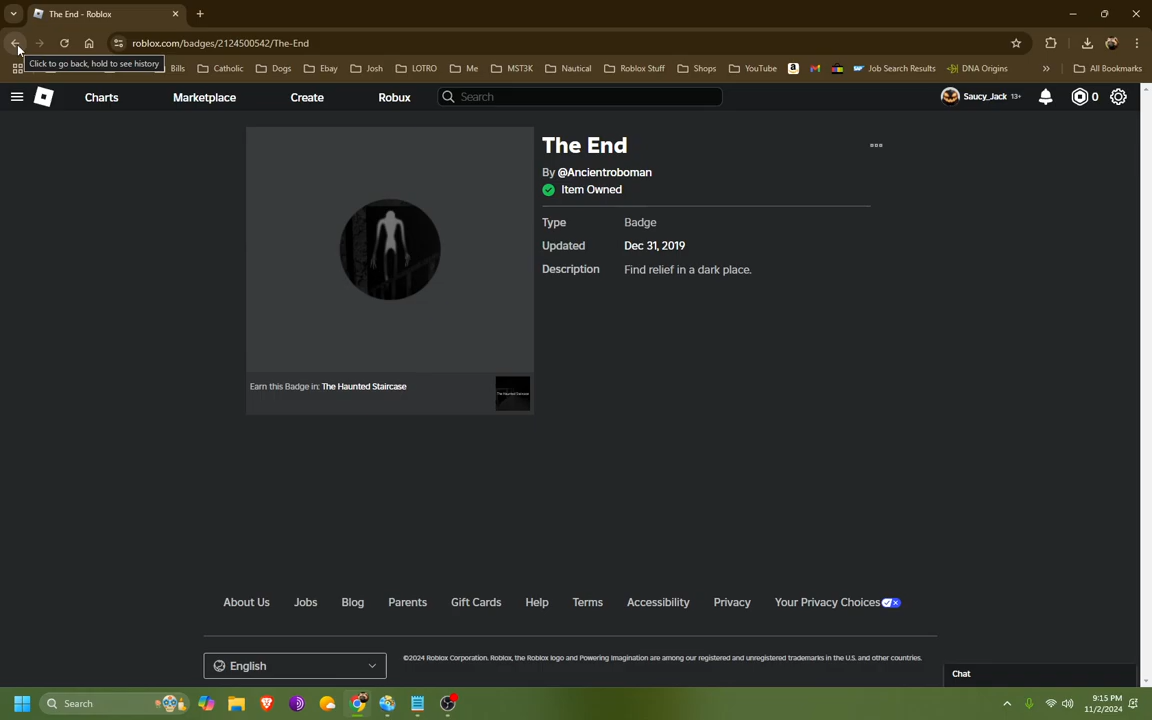 The End - Roblox
roblox.com/badges/2124500542/The-End
Click to go back, hold to see history
Bills Catholic Dogs Ebay Josh LOTRO Me MST3K Nautical Roblox Stuff Shops YouTube Job Search Results DNA Origins » All Bookmarks
Charts Marketplace Create Robux Search Saucy_Jack 13+ 0
The End
By @Ancientroboman
Item Owned
Type Badge
Updated Dec 31, 2019
Description Find relief in a dark place.
Earn this Badge in: The Haunted Staircase
The Haunted Staircase
About Us Jobs Blog Parents Gift Cards Help Terms Accessibility Privacy Your Privacy Choices
English
©2024 Roblox Corporation. Roblox, the Roblox logo and Powering Imagination are among our registered and unregistered trademarks in the U.S. and other countries.
Chat
Search
9:15 PM
11/2/2024